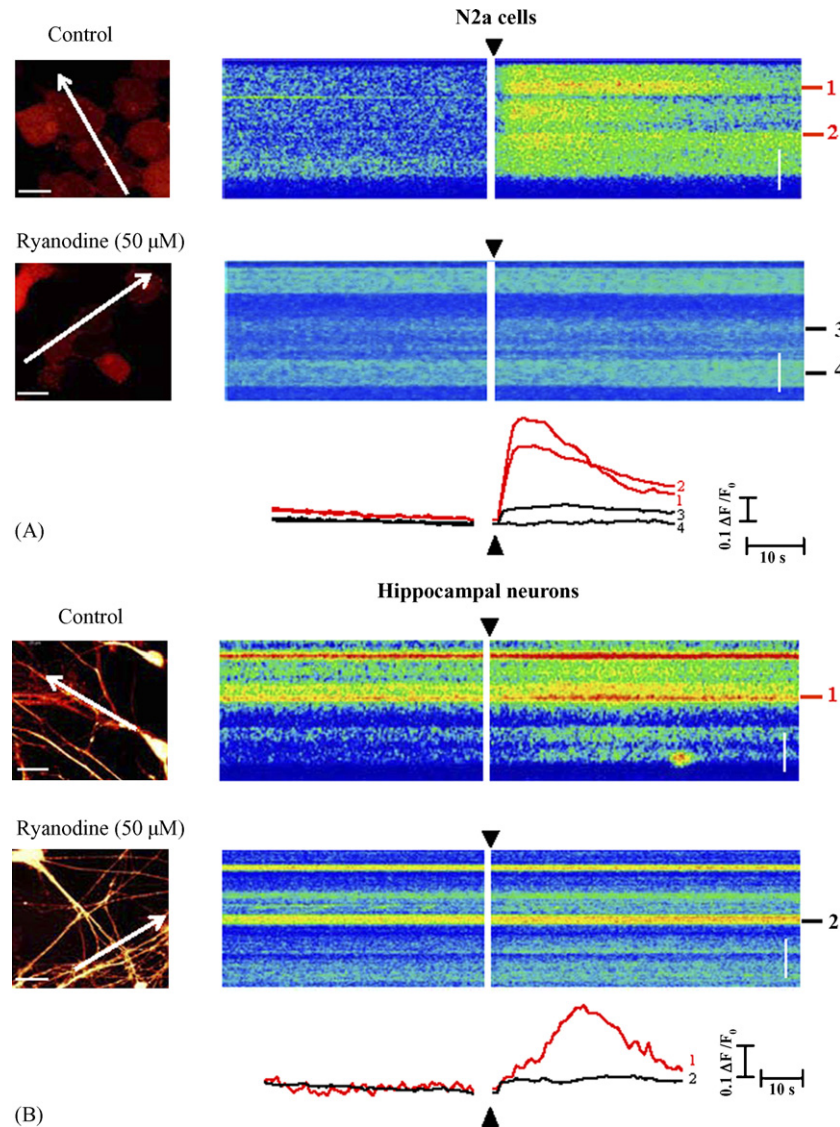 N2a cells
Control
1
2
Ryanodine (50 µM)
3
4
2
1
3
4
0.1 ΔF/F₀
10 s
(A)
Hippocampal neurons
Control
1
Ryanodine (50 µM)
2
1
2
0.1 ΔF/F₀
10 s
(B)